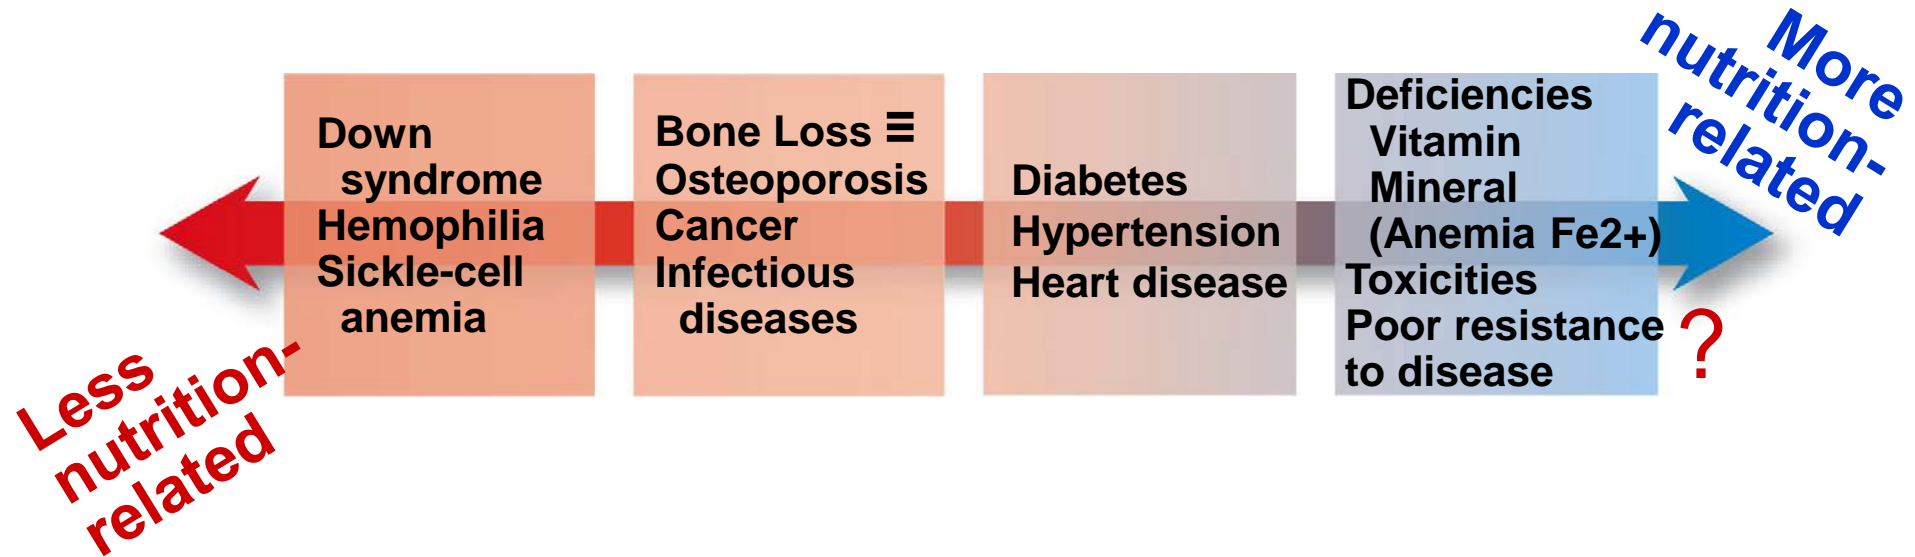 Less
nutrition-
related
Down
syndrome
Hemophilia
Sickle-cell
anemia
Bone Loss ≡
Osteoporosis
Cancer
Infectious
diseases
Diabetes
Hypertension
Heart disease
Deficiencies
Vitamin
Mineral
(Anemia Fe2+)
Toxicities
Poor resistance
to disease
?
More
nutrition-
related